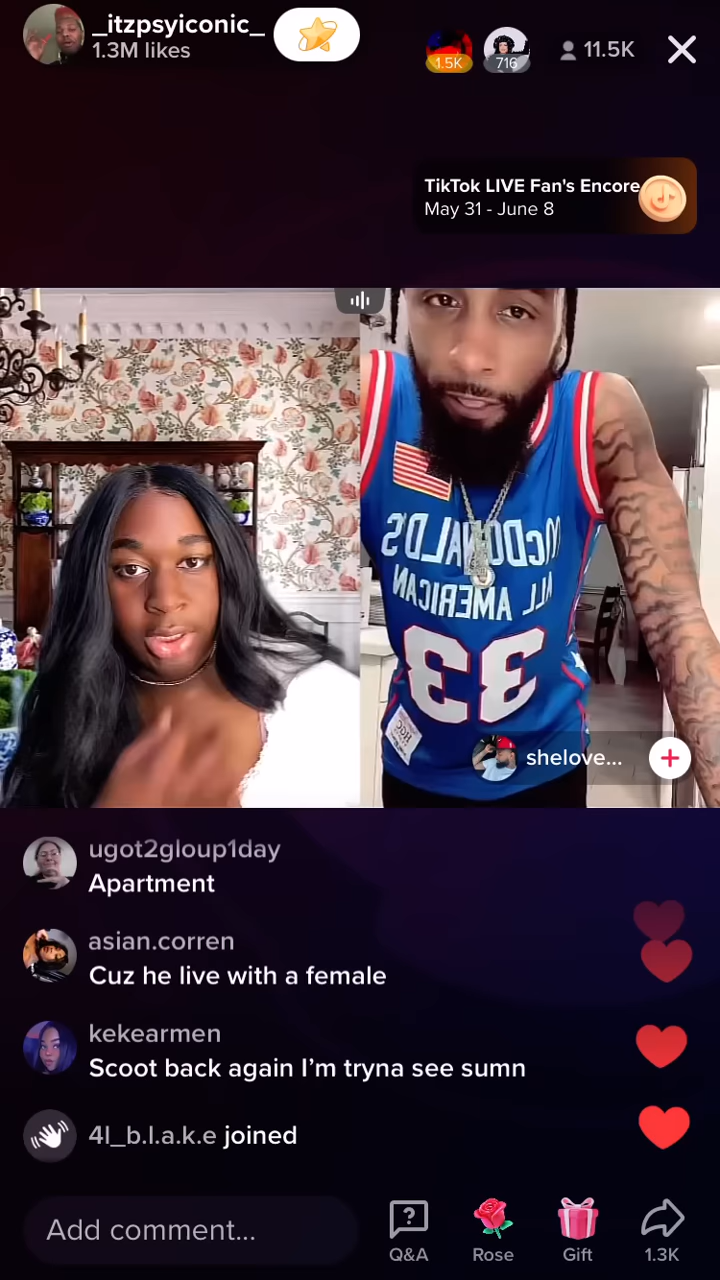 _itzpsyiconic_
1.3M likes
1.5K
716
11.5K
TikTok LIVE Fan's Encore
May 31 - June 8
McDONALD'S
ALL AMERICAN
33
HGC
shelove...
ugot2gloup1day
Apartment
asian.corren
Cuz he live with a female
kekearmen
Scoot back again I'm tryna see sumn
4l_b.l.a.k.e joined
Add comment...
Q&A
Rose
Gift
1.3K